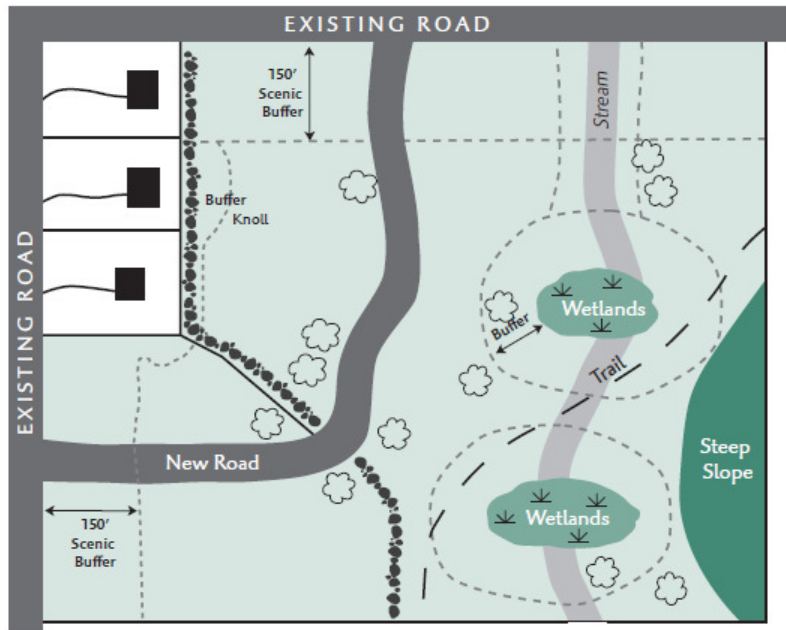 EXISTING ROAD
150'
Scenic
Buffer
Stream
Buffer
Knoll
EXISTING ROAD
Wetlands
Buffer
Trail
New Road
Steep
Slope
150'
Scenic
Buffer
Wetlands